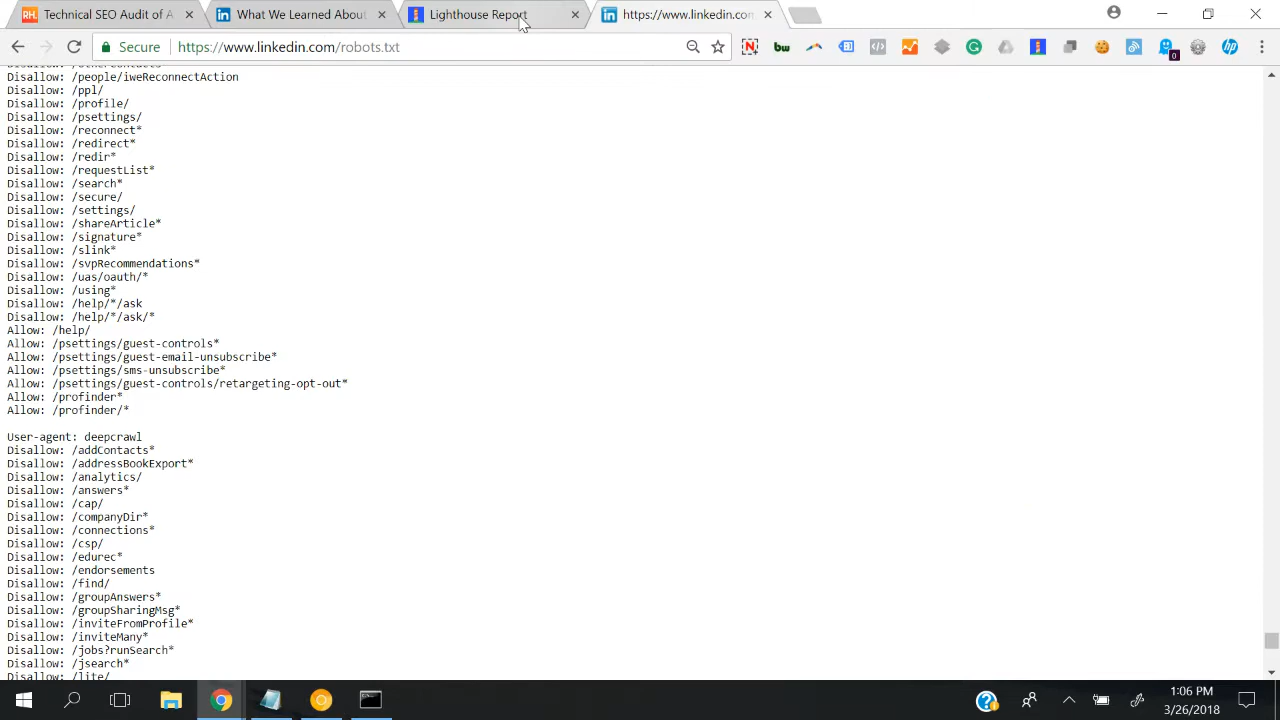 Technical SEO Audit of A
What We Learned About
Lighthouse Report
https://www.linkedin.com
Secure
https://www.linkedin.com/robots.txt
bw
0
Disallow: /people/iweReconnectAction
Disallow: /ppl/
Disallow: /profile/
Disallow: /psettings/
Disallow: /reconnect*
Disallow: /redirect*
Disallow: /redir*
Disallow: /requestList*
Disallow: /search*
Disallow: /secure/
Disallow: /settings/
Disallow: /shareArticle*
Disallow: /signature*
Disallow: /slink*
Disallow: /svpRecommendations*
Disallow: /uas/oauth/*
Disallow: /using*
Disallow: /help/*/ask
Disallow: /help/*/ask/*
Allow: /help/
Allow: /psettings/guest-controls*
Allow: /psettings/guest-email-unsubscribe*
Allow: /psettings/sms-unsubscribe*
Allow: /psettings/guest-controls/retargeting-opt-out*
Allow: /profinder*
Allow: /profinder/*
User-agent: deepcrawl
Disallow: /addContacts*
Disallow: /addressBookExport*
Disallow: /analytics/
Disallow: /answers*
Disallow: /cap/
Disallow: /companyDir*
Disallow: /connections*
Disallow: /csp/
Disallow: /edurec*
Disallow: /endorsements
Disallow: /find/
Disallow: /groupAnswers*
Disallow: /groupSharingMsg*
Disallow: /inviteFromProfile*
Disallow: /inviteMany*
Disallow: /jobs?runSearch*
Disallow: /jsearch*
Disallow: /lite/
1:06 PM
3/26/2018